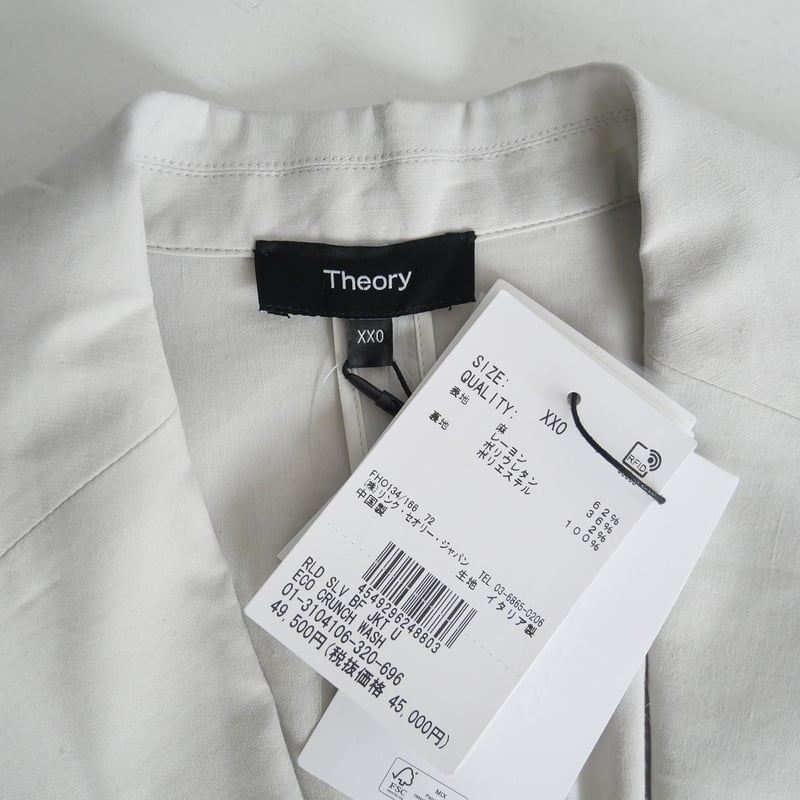 Theory
XX0
SIZE:
XX0
QUALITY:
表地 麻 62%
レーヨン 36%
ポリウレタン 2%
裏地 ポリエステル 100%
FH0134/166 72
(株)リンク・セオリー・ジャパン
TEL 03-6865-0206
中国製 生地 イタリア製
4549296248803
RLD SLV BF JKT U
ECO CRUNCH WASH
01-3104106-320-696
49,500円(税抜価格 45,000円)
RFID
FSC
MIX